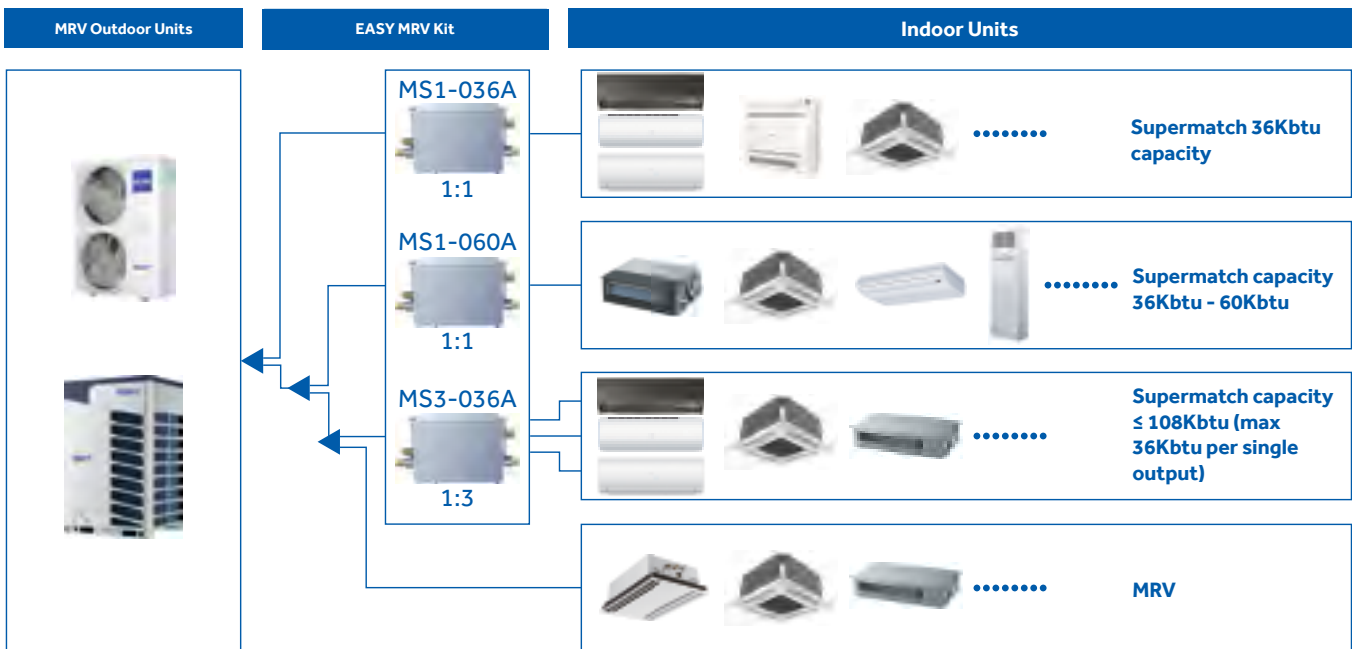 MRV Outdoor Units
EASY MRV Kit
Indoor Units
MS1-036A
1:1
Supermatch 36Kbtu
capacity
MS1-060A
1:1
Supermatch capacity
36Kbtu - 60Kbtu
MS3-036A
1:3
Supermatch capacity
≤ 108Kbtu (max
36Kbtu per single
output)
MRV